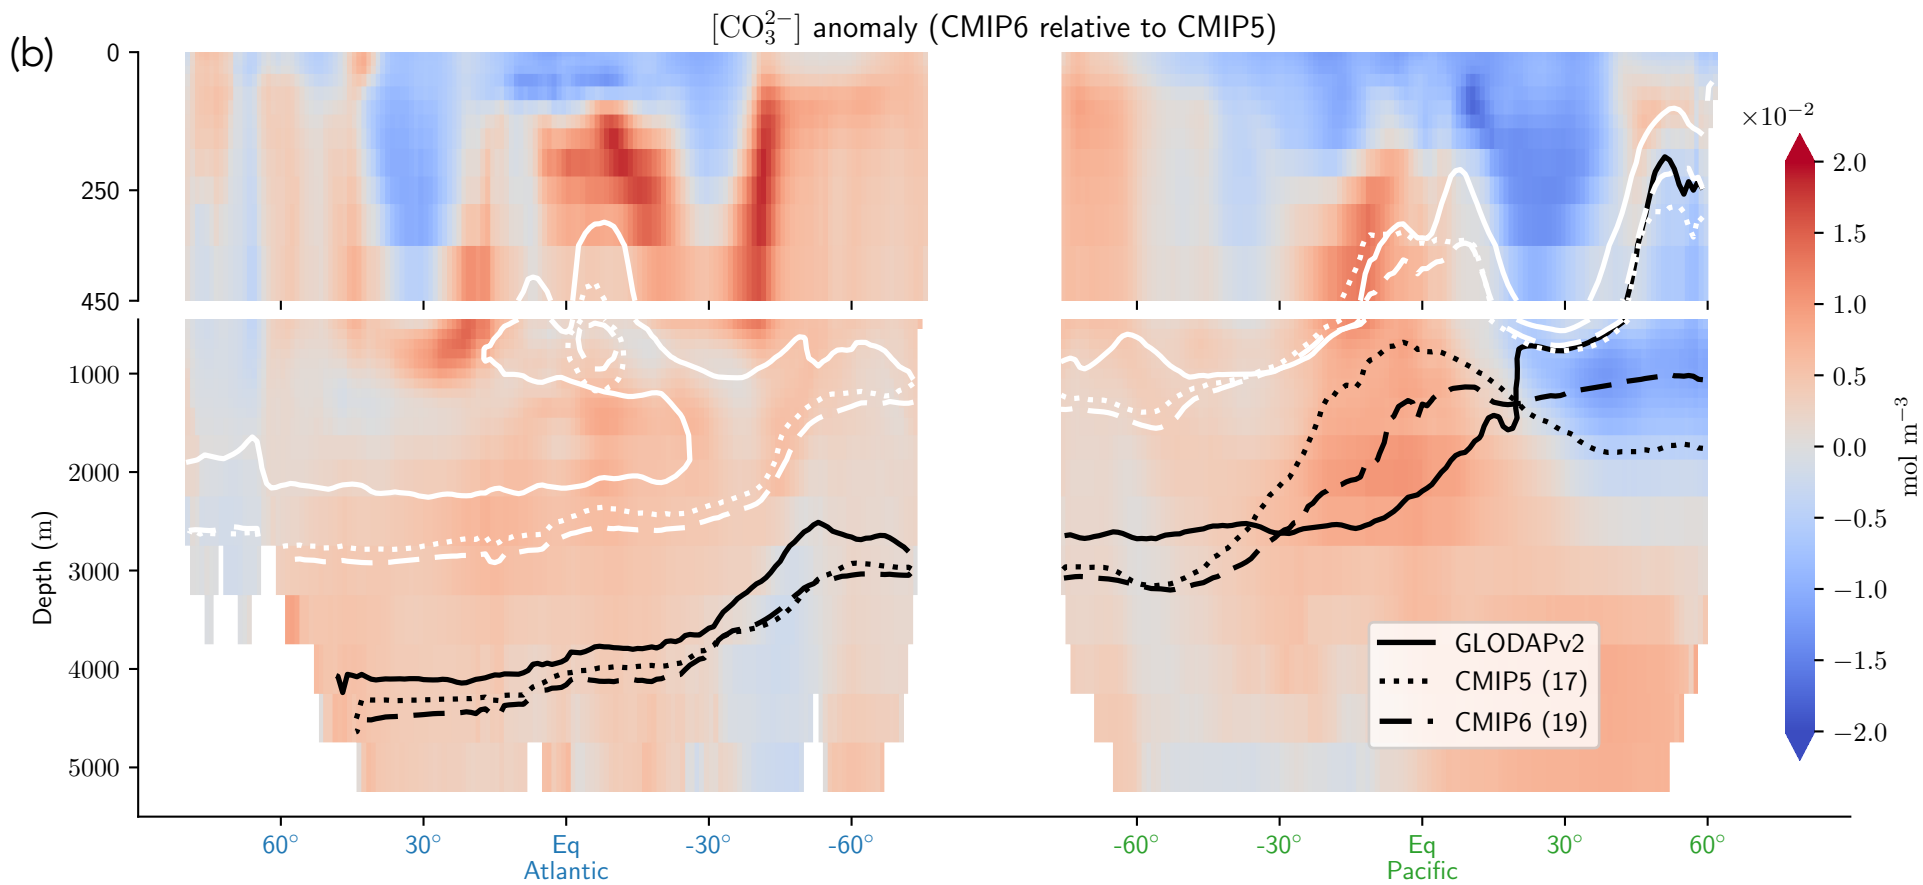 [CO₃²⁻] anomaly (CMIP6 relative to CMIP5)
(b)
0
250
450
1000
2000
3000
4000
5000
Depth (m)
60° 30° Eq -30° -60°
Atlantic
-60° -30° Eq 30° 60°
Pacific
GLODAPv2
CMIP5 (17)
CMIP6 (19)
×10⁻²
2.0
1.5
1.0
0.5
0.0
−0.5
−1.0
−1.5
−2.0
mol m⁻³